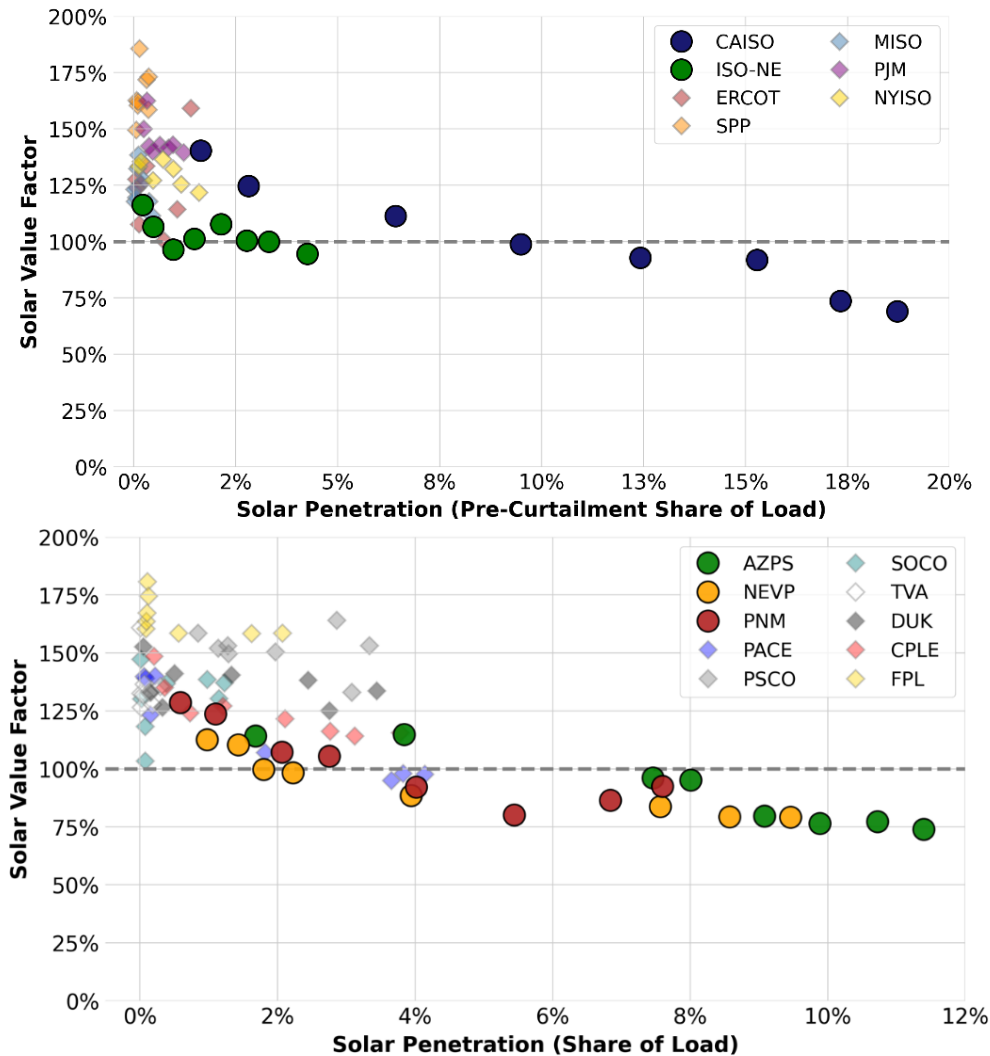 200%
175%
150%
125%
100%
75%
50%
25%
0%
Solar Value Factor
CAISO
ISO-NE
ERCOT
SPP
MISO
PJM
NYISO
0% 2% 5% 8% 10% 13% 15% 18% 20%
Solar Penetration (Pre-Curtailment Share of Load)
200%
175%
150%
125%
100%
75%
50%
25%
0%
Solar Value Factor
AZPS
NEVP
PNM
PACE
PSCO
SOCO
TVA
DUK
CPLE
FPL
0% 2% 4% 6% 8% 10% 12%
Solar Penetration (Share of Load)